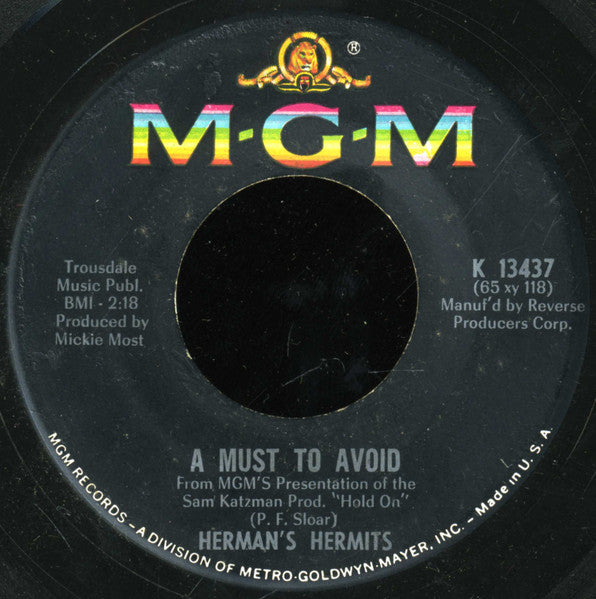 ®
M·G·M
Trousdale
Music Publ.
BMI - 2:18
Produced by
Mickie Most
K 13437
(65 xy 118)
Manuf'd by Reverse
Producers Corp.
A MUST TO AVOID
From MGM'S Presentation of the
Sam Katzman Prod. "Hold On"
(P. F. Sloar)
HERMAN'S HERMITS
MGM RECORDS – A DIVISION OF METRO-GOLDWYN-MAYER, INC. – Made in U. S. A.